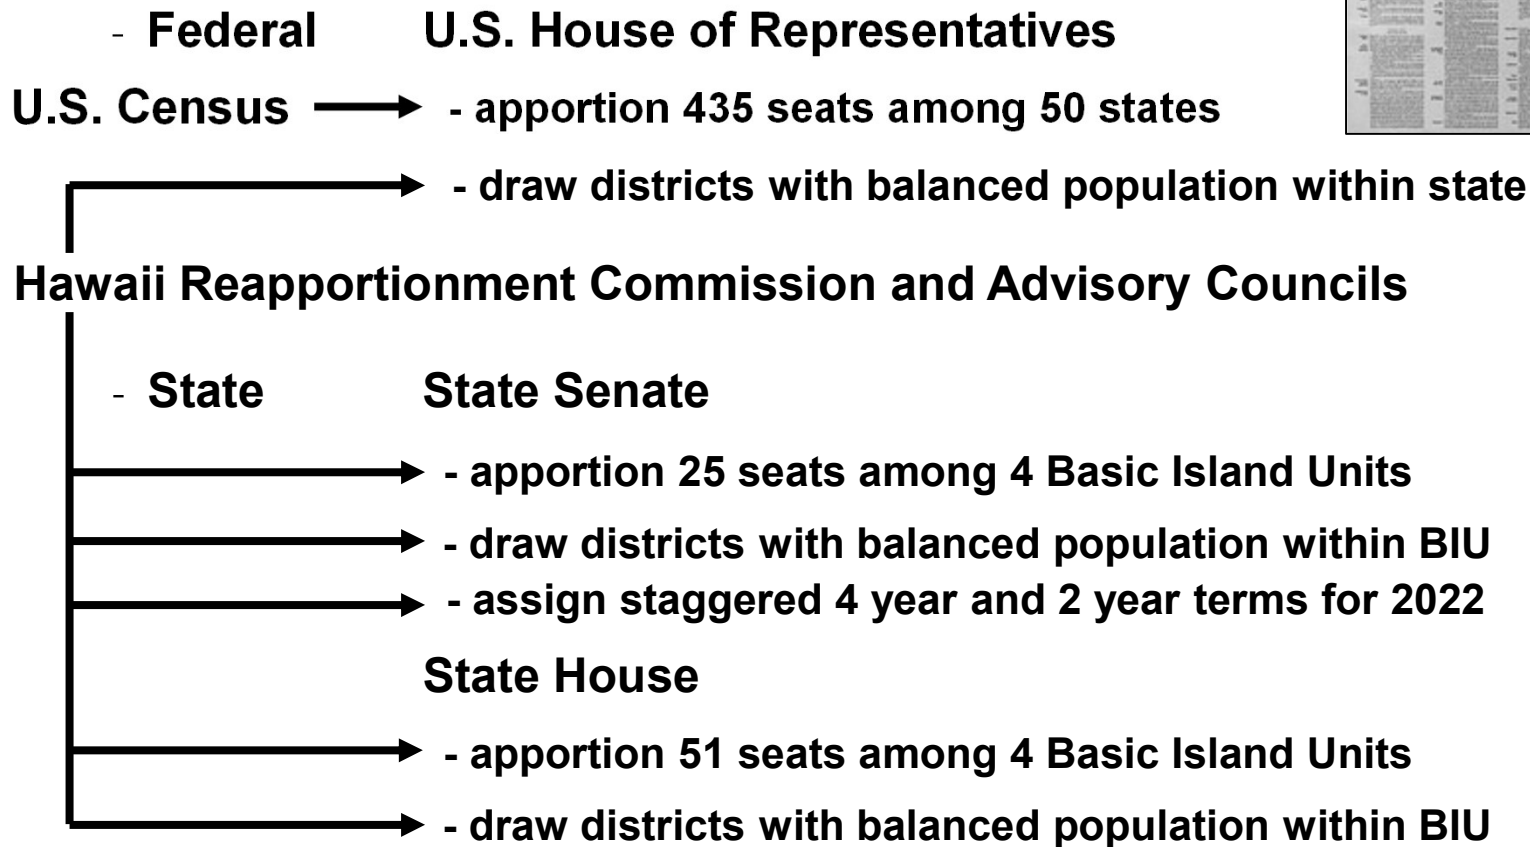 - Federal U.S. House of Representatives
U.S. Census - apportion 435 seats among 50 states
- draw districts with balanced population within state
Hawaii Reapportionment Commission and Advisory Councils
- State State Senate
- apportion 25 seats among 4 Basic Island Units
- draw districts with balanced population within BIU
- assign staggered 4 year and 2 year terms for 2022
State House
- apportion 51 seats among 4 Basic Island Units
- draw districts with balanced population within BIU